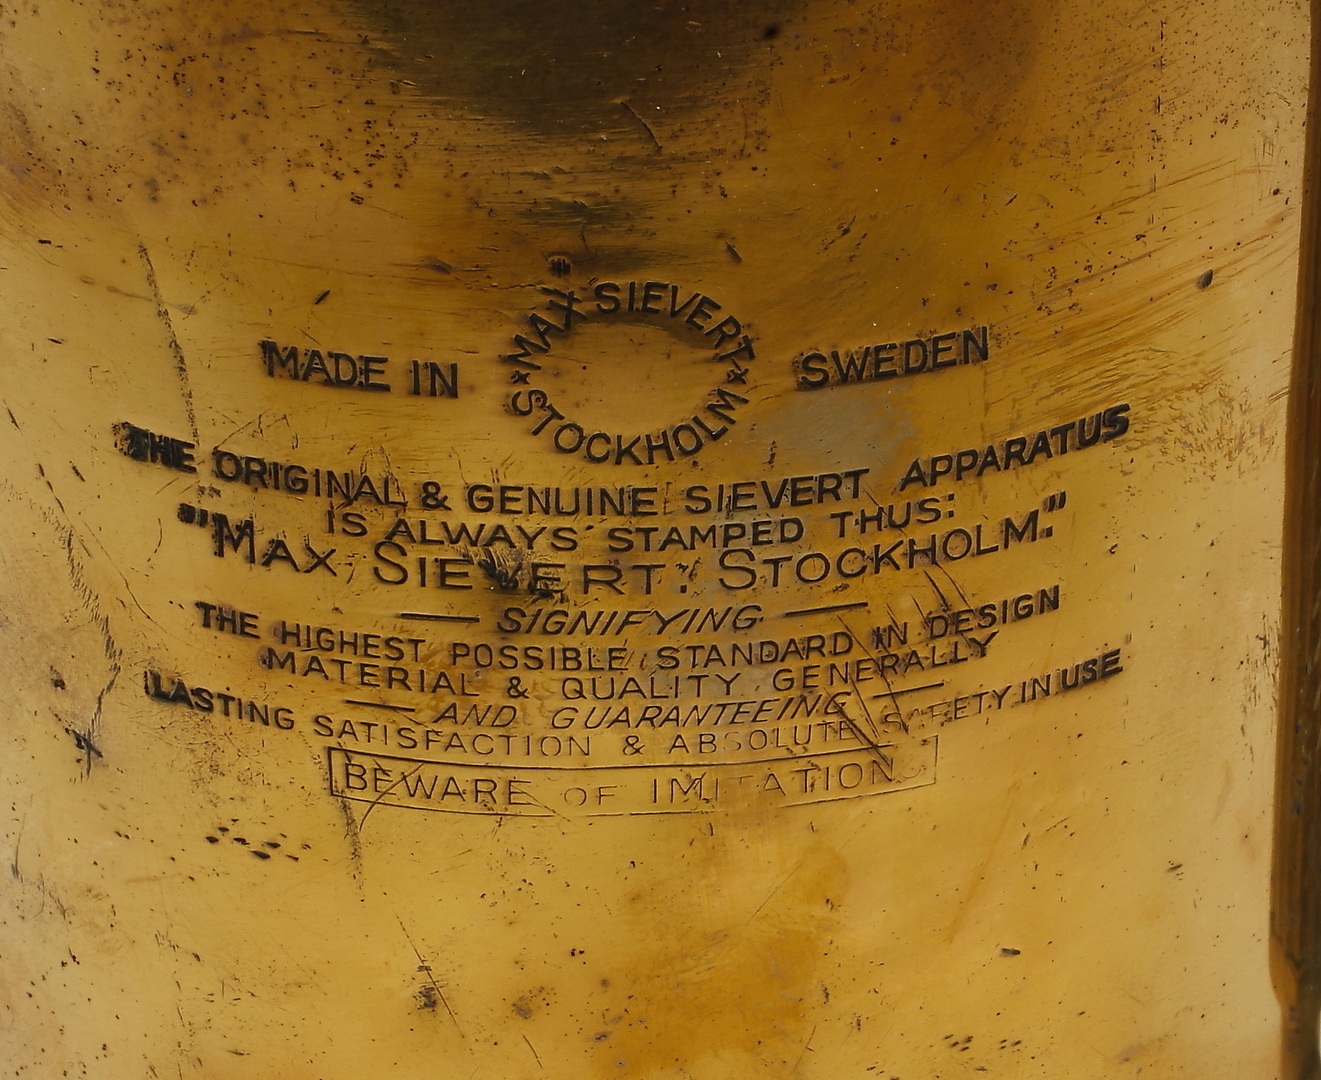 MAX SIEVERT
MADE IN SWEDEN
★ STOCKHOLM ★
THE ORIGINAL & GENUINE SIEVERT APPARATUS
IS ALWAYS STAMPED THUS:
"MAX SIEVERT. STOCKHOLM."
— SIGNIFYING —
THE HIGHEST POSSIBLE STANDARD IN DESIGN
MATERIAL & QUALITY GENERALLY
— AND GUARANTEEING —
LASTING SATISFACTION & ABSOLUTE SAFETY IN USE
BEWARE OF IMITATION